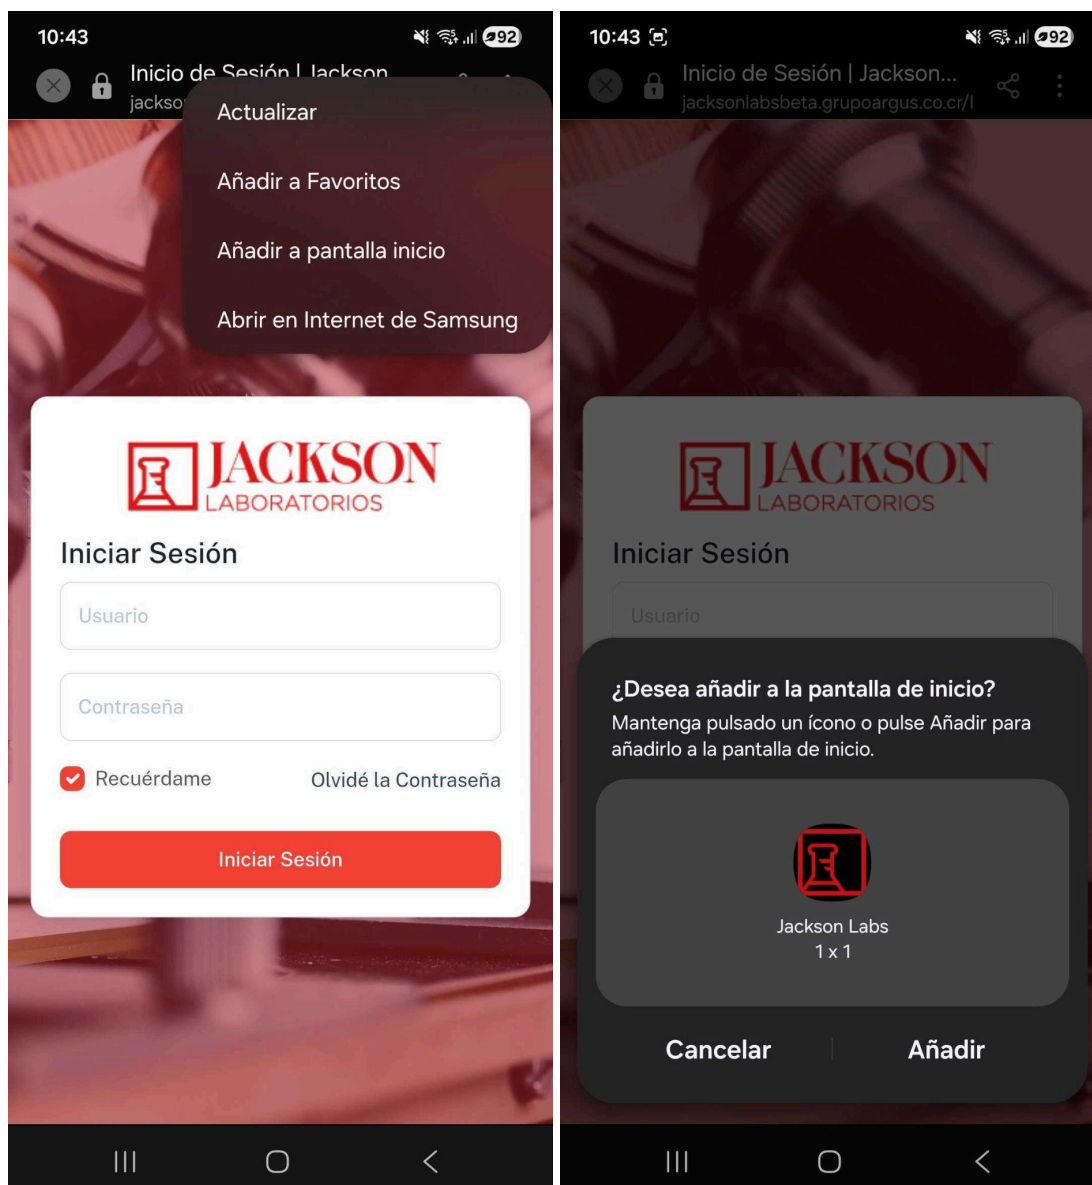 10:43
92
Inicio de Sesión | Jackson
jackso
Actualizar
Añadir a Favoritos
Añadir a pantalla inicio
Abrir en Internet de Samsung
JACKSON
LABORATORIOS
Iniciar Sesión
Usuario
Contraseña
Recuérdame
Olvidé la Contraseña
Iniciar Sesión
10:43
92
Inicio de Sesión | Jackson...
jacksonlabsbeta.grupoargus.co.cr/l
JACKSON
LABORATORIOS
Iniciar Sesión
Usuario
¿Desea añadir a la pantalla de inicio?
Mantenga pulsado un ícono o pulse Añadir para
añadirlo a la pantalla de inicio.
Jackson Labs
1 x 1
Cancelar
Añadir